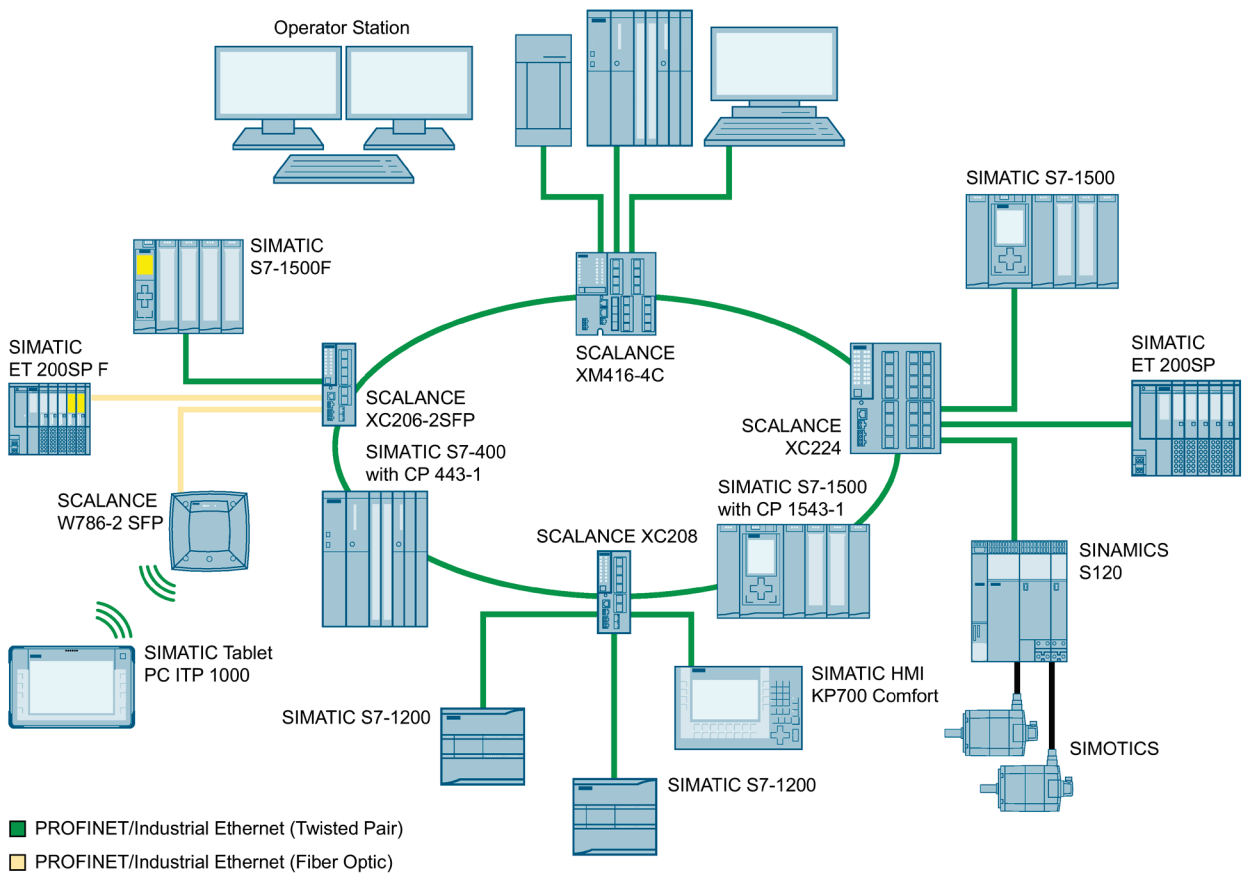 Operator Station
SIMATIC S7-1500
SIMATIC
S7-1500F
SIMATIC
ET 200SP F
SCALANCE
XM416-4C
SIMATIC
ET 200SP
SCALANCE
XC206-2SFP
SCALANCE
XC224
SIMATIC S7-400
with CP 443-1
SIMATIC S7-1500
with CP 1543-1
SCALANCE
W786-2 SFP
SCALANCE XC208
SINAMICS
S120
SIMATIC Tablet
PC ITP 1000
SIMATIC HMI
KP700 Comfort
SIMATIC S7-1200
SIMOTICS
SIMATIC S7-1200
PROFINET/Industrial Ethernet (Twisted Pair)
PROFINET/Industrial Ethernet (Fiber Optic)